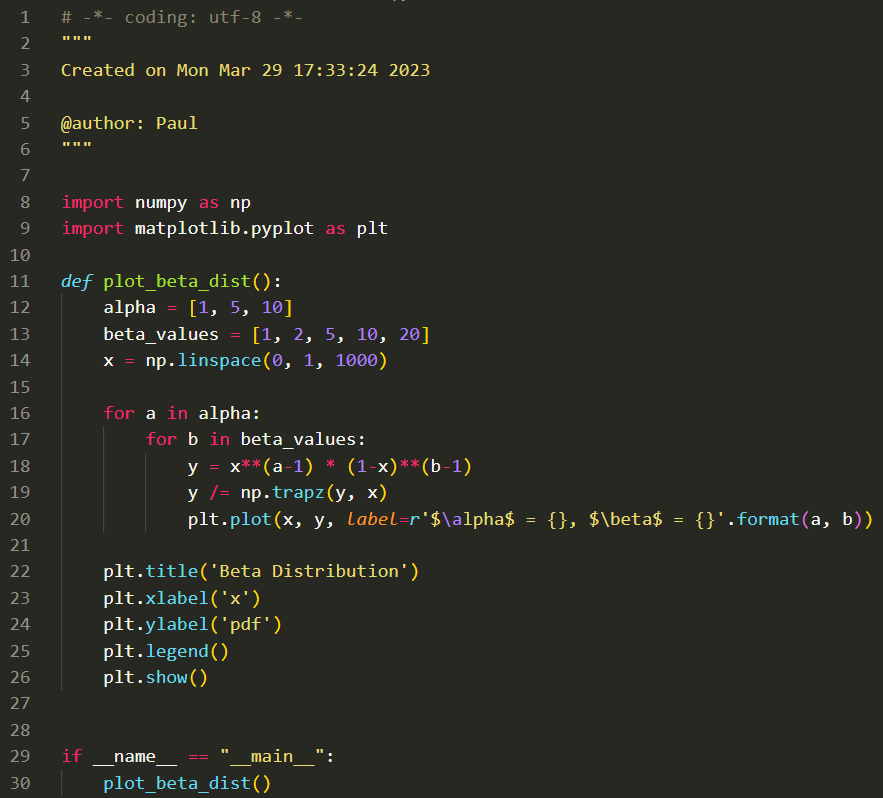 1 # -*- coding: utf-8 -*-
2 """
3 Created on Mon Mar 29 17:33:24 2023
4
5 @author: Paul
6 """
7
8 import numpy as np
9 import matplotlib.pyplot as plt
10
11 def plot_beta_dist():
12     alpha = [1, 5, 10]
13     beta_values = [1, 2, 5, 10, 20]
14     x = np.linspace(0, 1, 1000)
15
16     for a in alpha:
17         for b in beta_values:
18             y = x**(a-1) * (1-x)**(b-1)
19             y /= np.trapz(y, x)
20             plt.plot(x, y, label=r'$\alpha$ = {}, $\beta$ = {}'.format(a, b))
21
22     plt.title('Beta Distribution')
23     plt.xlabel('x')
24     plt.ylabel('pdf')
25     plt.legend()
26     plt.show()
27
28
29 if __name__ == "__main__":
30     plot_beta_dist()